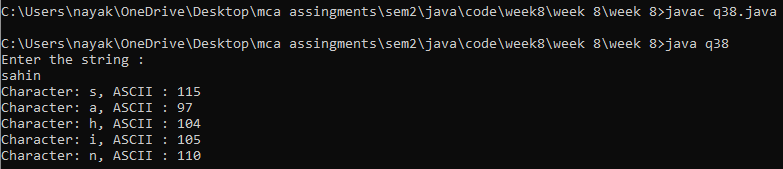 C:\Users\nayak\OneDrive\Desktop\mca assingments\sem2\java\code\week8\week 8\week 8>javac q38.java
C:\Users\nayak\OneDrive\Desktop\mca assingments\sem2\java\code\week8\week 8\week 8>java q38
Enter the string :
sahin
Character: s, ASCII : 115
Character: a, ASCII : 97
Character: h, ASCII : 104
Character: i, ASCII : 105
Character: n, ASCII : 110